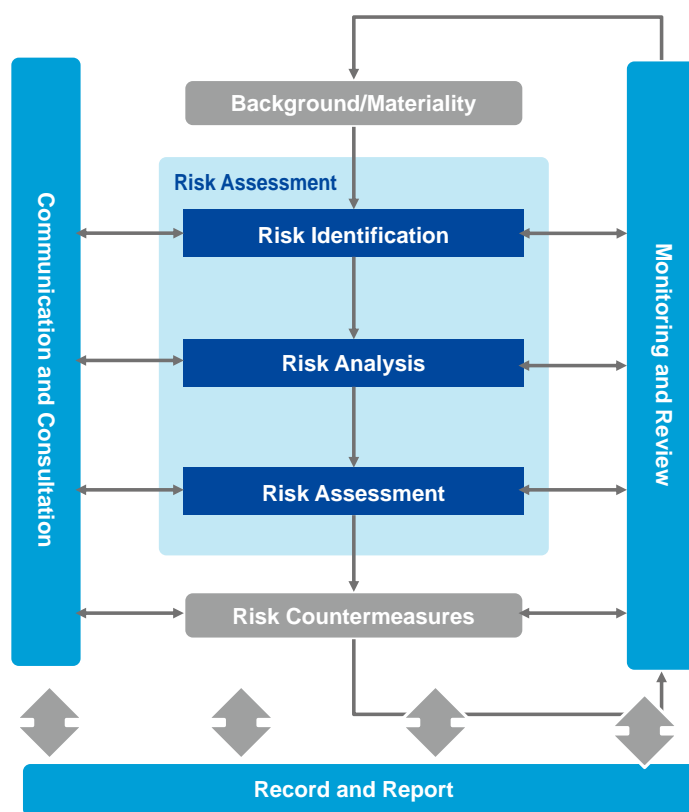 Background/Materiality
Communication and Consultation
Risk Assessment
Risk Identification
Risk Analysis
Risk Assessment
Monitoring and Review
Risk Countermeasures
Record and Report